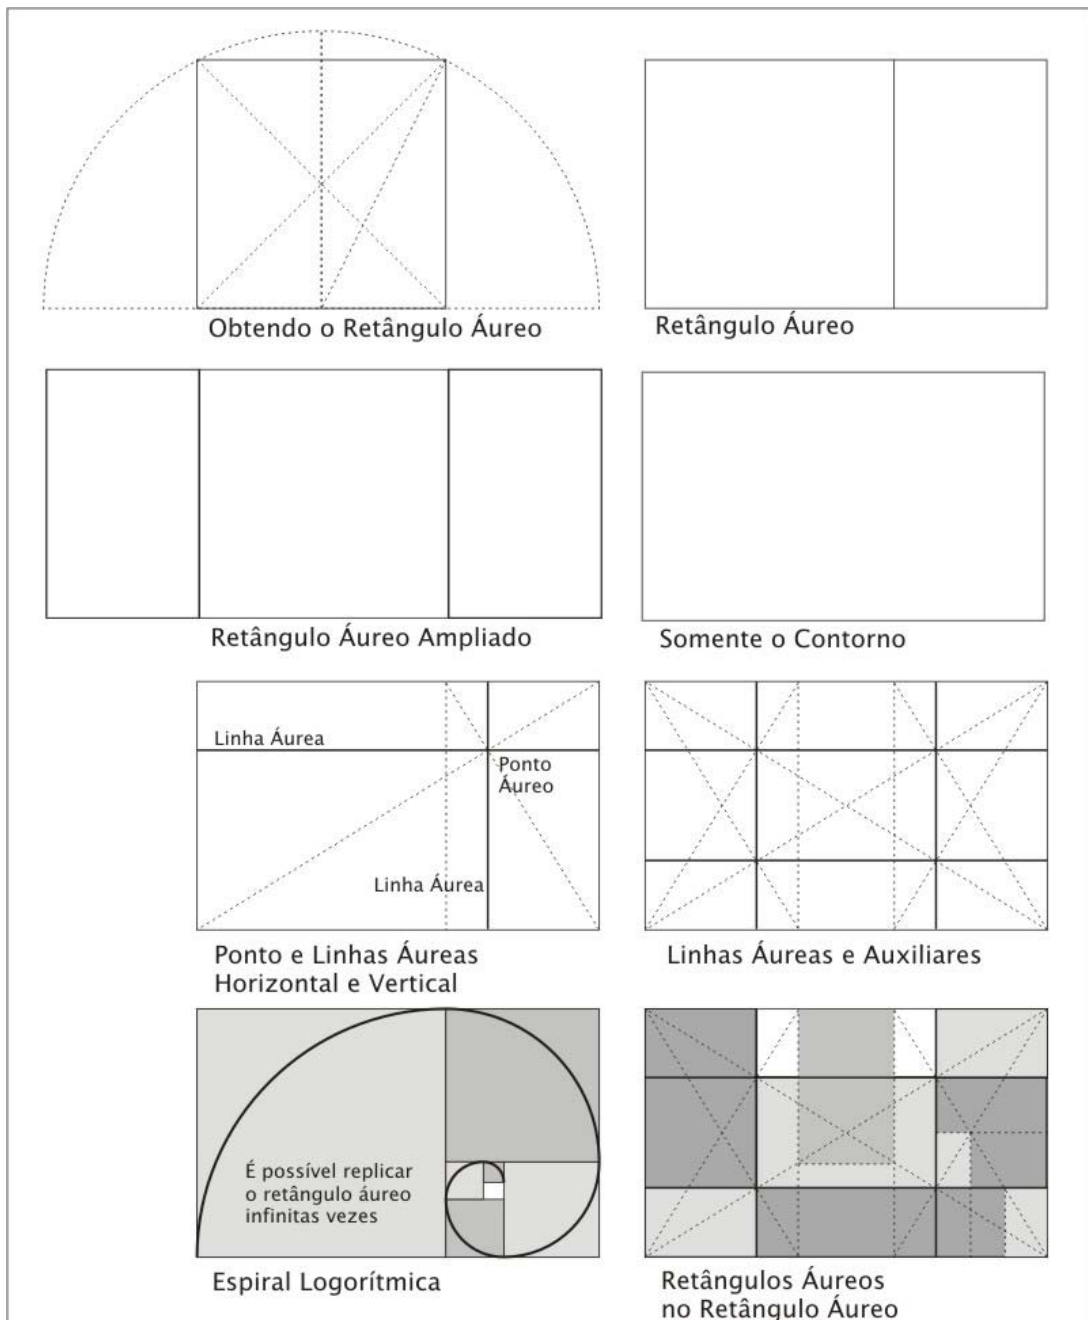 Obtendo o Retângulo Áureo
Retângulo Áureo
Retângulo Áureo Ampliado
Somente o Contorno
Linha Áurea
Ponto
Áureo
Linha Áurea
Ponto e Linhas Áureas
Horizontal e Vertical
Linhas Áureas e Auxiliares
É possível replicar
o retângulo áureo
infinitas vezes
Espiral Logorítmica
Retângulos Áureos
no Retângulo Áureo